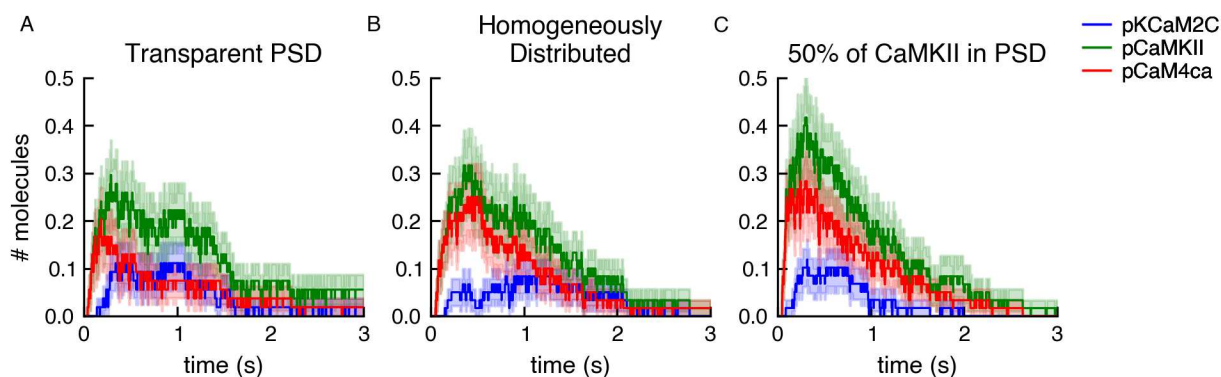 A
Transparent PSD
B
Homogeneously
Distributed
C
50% of CaMKII in PSD
pKCaM2C
pCaMKII
pCaM4ca
# molecules
0.5
0.4
0.3
0.2
0.1
0.0
0 1 2 3
time (s)
0.5
0.4
0.3
0.2
0.1
0.0
0 1 2 3
time (s)
0.5
0.4
0.3
0.2
0.1
0.0
0 1 2 3
time (s)